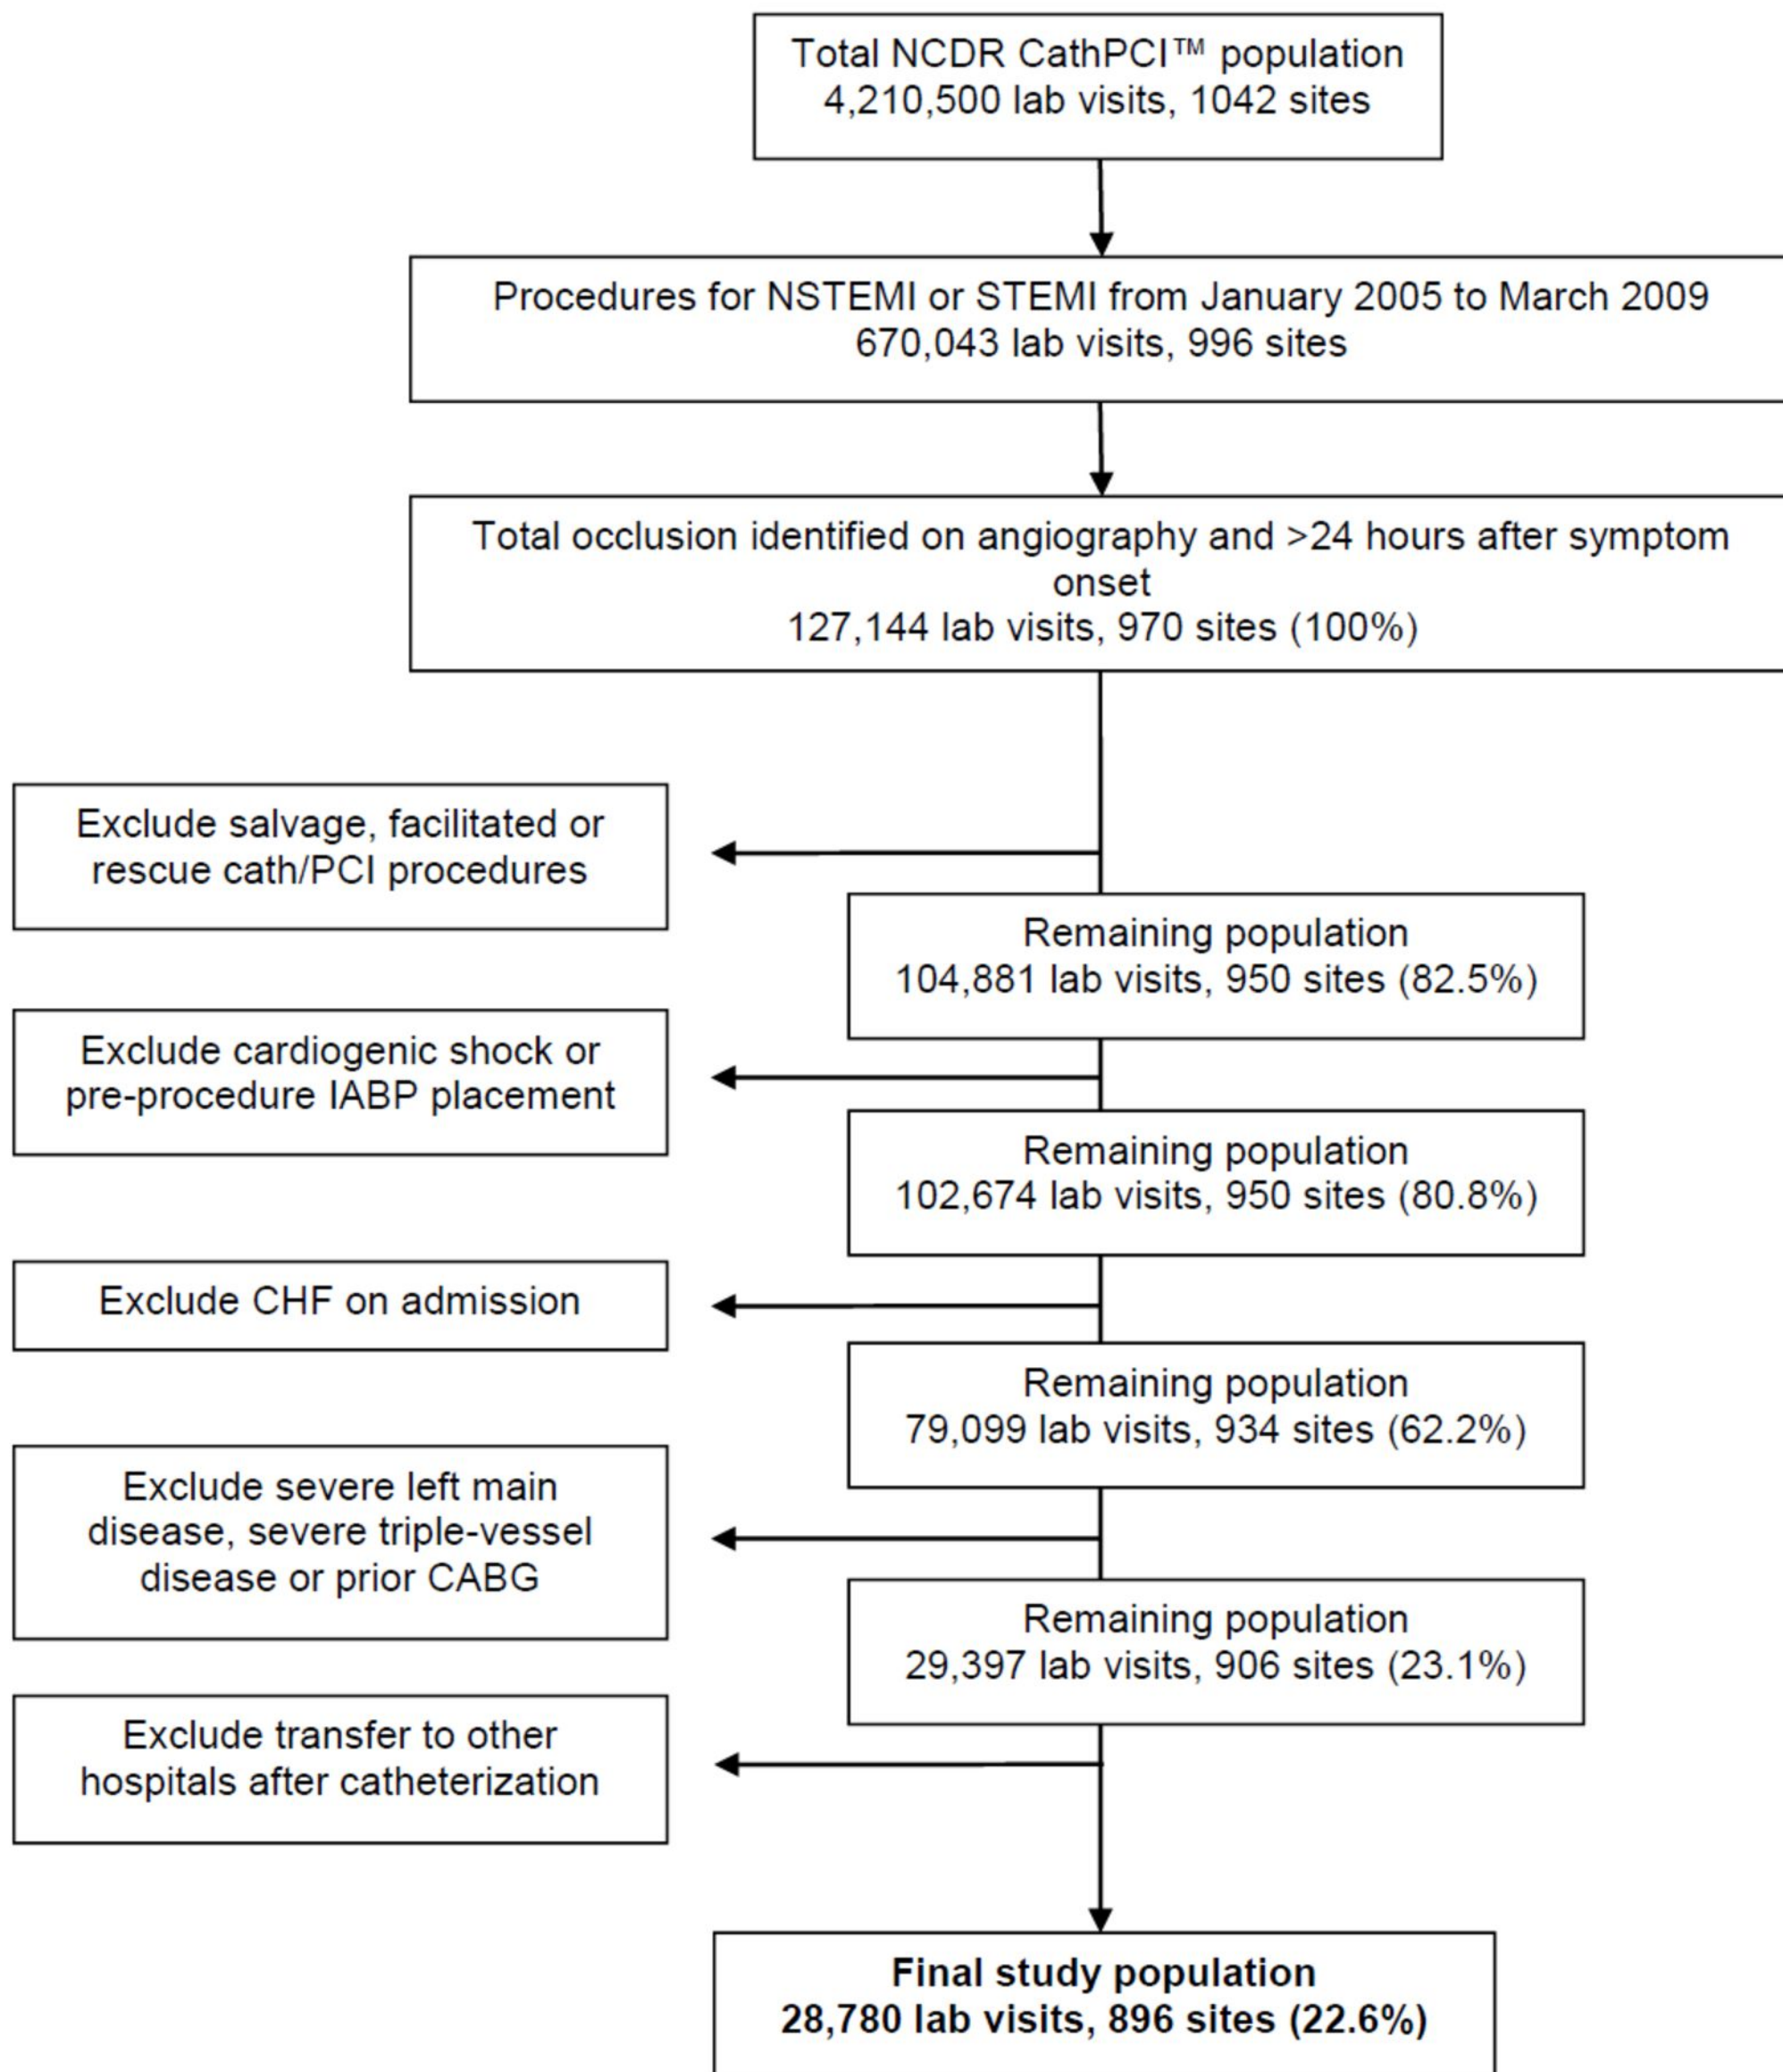 Total NCDR CathPCI™ population
4,210,500 lab visits, 1042 sites
Procedures for NSTEMI or STEMI from January 2005 to March 2009
670,043 lab visits, 996 sites
Total occlusion identified on angiography and >24 hours after symptom
onset
127,144 lab visits, 970 sites (100%)
Exclude salvage, facilitated or
rescue cath/PCI procedures
Remaining population
104,881 lab visits, 950 sites (82.5%)
Exclude cardiogenic shock or
pre-procedure IABP placement
Remaining population
102,674 lab visits, 950 sites (80.8%)
Exclude CHF on admission
Remaining population
79,099 lab visits, 934 sites (62.2%)
Exclude severe left main
disease, severe triple-vessel
disease or prior CABG
Remaining population
29,397 lab visits, 906 sites (23.1%)
Exclude transfer to other
hospitals after catheterization
Final study population
28,780 lab visits, 896 sites (22.6%)